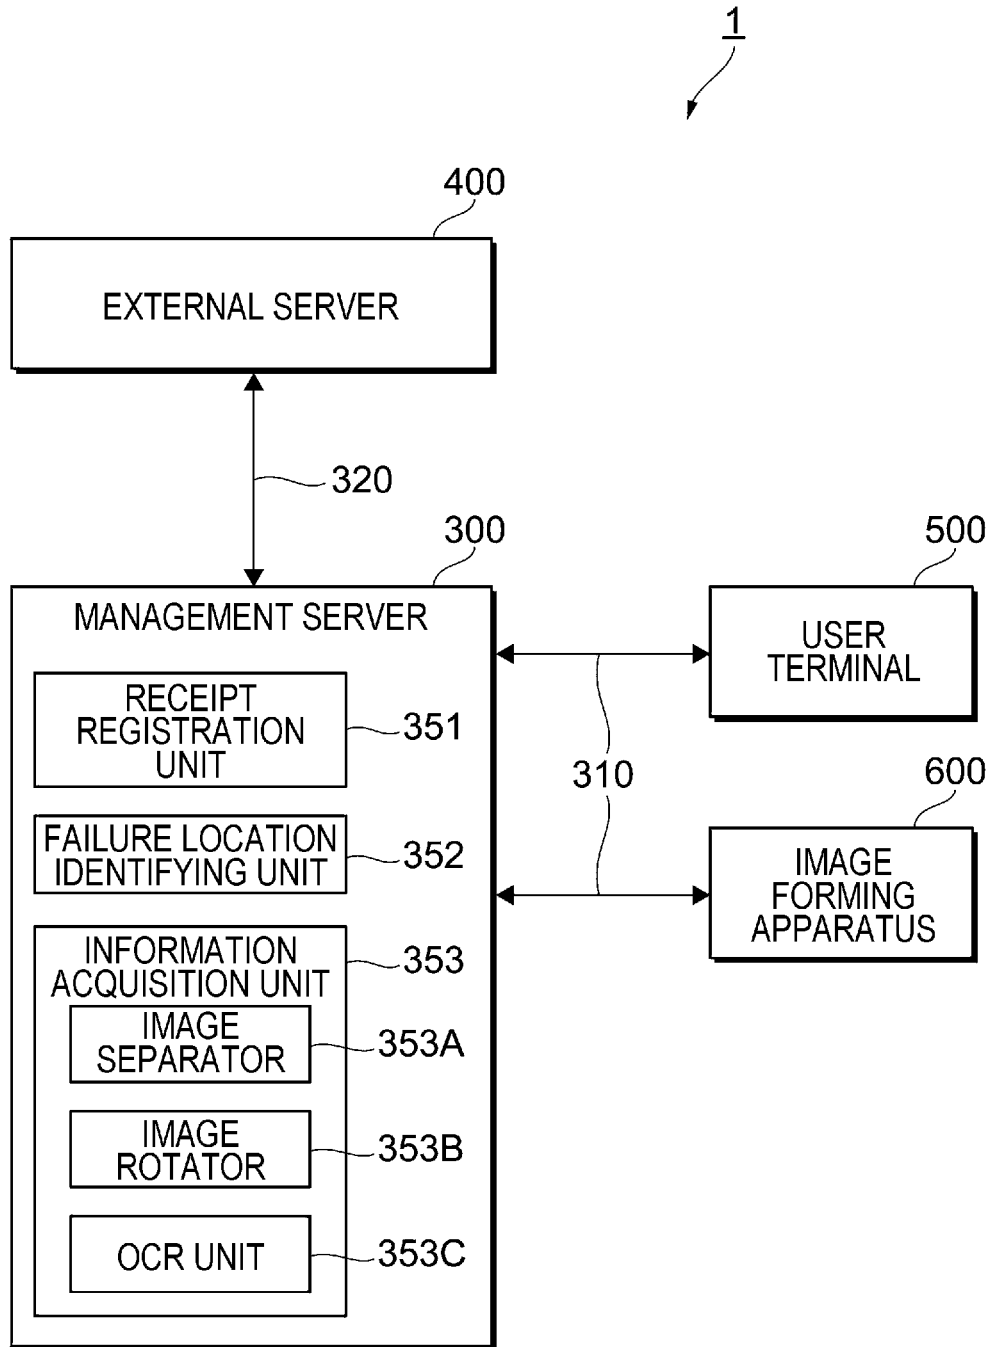 1
400
EXTERNAL SERVER
320
300
MANAGEMENT SERVER
RECEIPT
REGISTRATION
UNIT
351
FAILURE LOCATION
IDENTIFYING UNIT
352
INFORMATION
ACQUISITION UNIT
353
IMAGE
SEPARATOR
353A
IMAGE
ROTATOR
353B
OCR UNIT
353C
310
500
USER
TERMINAL
600
IMAGE
FORMING
APPARATUS